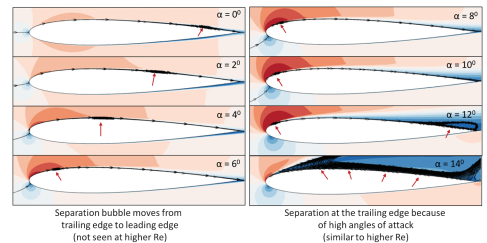 α = 0⁰
α = 2⁰
α = 4⁰
α = 6⁰
Separation bubble moves from
trailing edge to leading edge
(not seen at higher Re)
α = 8⁰
α = 10⁰
α = 12⁰
α = 14⁰
Separation at the trailing edge because
of high angles of attack
(similar to higher Re)